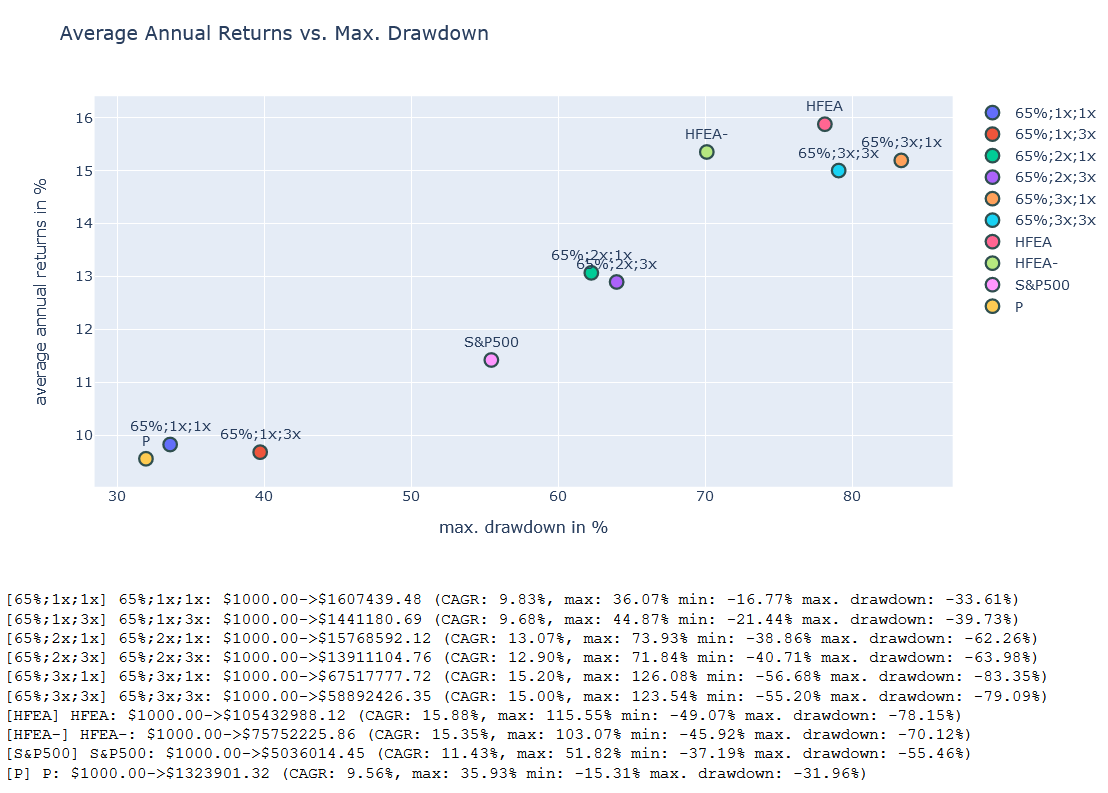 Average Annual Returns vs. Max. Drawdown
average annual returns in %
16
15
14
13
12
11
10
HFEA
HFEA-
65%;3x;1x
65%;3x;3x
65%;2x;1x
65%;2x;3x
S&P500
65%;1x;1x
65%;1x;3x
P
30 40 50 60 70 80
max. drawdown in %
65%;1x;1x
65%;1x;3x
65%;2x;1x
65%;2x;3x
65%;3x;1x
65%;3x;3x
HFEA
HFEA-
S&P500
P
[65%;1x;1x] 65%;1x;1x: $1000.00->$1607439.48 (CAGR: 9.83%, max: 36.07% min: -16.77% max. drawdown: -33.61%)
[65%;1x;3x] 65%;1x;3x: $1000.00->$1441180.69 (CAGR: 9.68%, max: 44.87% min: -21.44% max. drawdown: -39.73%)
[65%;2x;1x] 65%;2x;1x: $1000.00->$15768592.12 (CAGR: 13.07%, max: 73.93% min: -38.86% max. drawdown: -62.26%)
[65%;2x;3x] 65%;2x;3x: $1000.00->$13911104.76 (CAGR: 12.90%, max: 71.84% min: -40.71% max. drawdown: -63.98%)
[65%;3x;1x] 65%;3x;1x: $1000.00->$67517777.72 (CAGR: 15.20%, max: 126.08% min: -56.68% max. drawdown: -83.35%)
[65%;3x;3x] 65%;3x;3x: $1000.00->$58892426.35 (CAGR: 15.00%, max: 123.54% min: -55.20% max. drawdown: -79.09%)
[HFEA] HFEA: $1000.00->$105432988.12 (CAGR: 15.88%, max: 115.55% min: -49.07% max. drawdown: -78.15%)
[HFEA-] HFEA-: $1000.00->$75752225.86 (CAGR: 15.35%, max: 103.07% min: -45.92% max. drawdown: -70.12%)
[S&P500] S&P500: $1000.00->$5036014.45 (CAGR: 11.43%, max: 51.82% min: -37.19% max. drawdown: -55.46%)
[P] P: $1000.00->$1323901.32 (CAGR: 9.56%, max: 35.93% min: -15.31% max. drawdown: -31.96%)